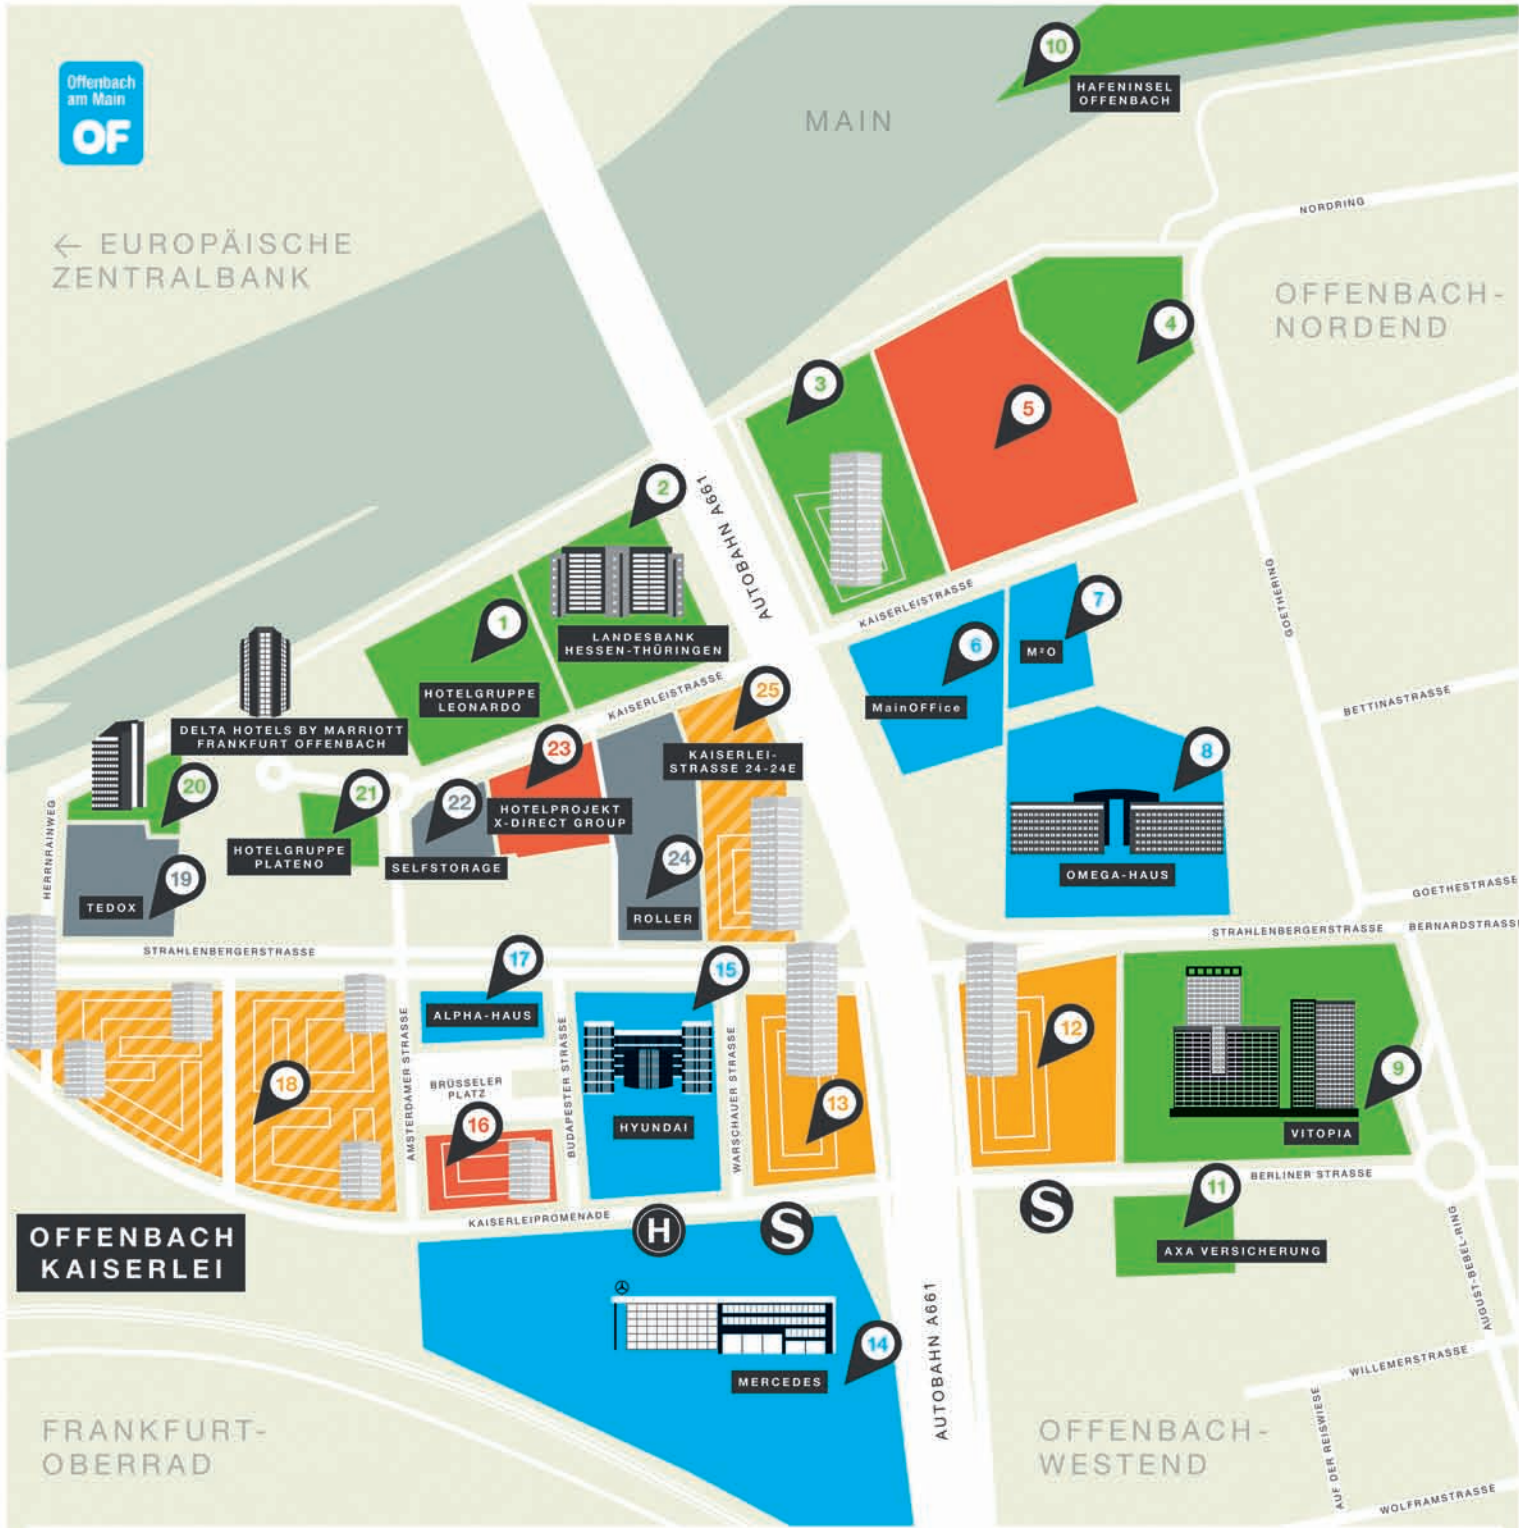 Offenbach
am Main
OF
10
HAFENINSEL
OFFENBACH
MAIN
← EUROPÄISCHE
ZENTRALBANK
NORDRING
OFFENBACH-
NORDEND
4
3
5
2
AUTOBAHN A661
GOETHERING
KAISERLEISTRASSE
1
LANDESBANK
HESSEN-THÜRINGEN
7
6
M²O
HOTELGRUPPE
LEONARDO
KAISERLEISTRASSE
25
MainOFFice
BETTINASTRASSE
DELTA HOTELS BY MARRIOTT
FRANKFURT OFFENBACH
23
KAISERLEI-
STRASSE 24-24E
8
20
21
22
HOTELPROJEKT
X-DIRECT GROUP
HERRNRAINWEG
HOTELGRUPPE
PLATENO
SELFSTORAGE
24
OMEGA-HAUS
19
TEDOX
ROLLER
GOETHESTRASSE
STRAHLENBERGERSTRASSE
STRAHLENBERGERSTRASSE
BERNARDSTRASSE
17
15
ALPHA-HAUS
AMSTERDAMER STRASSE
BUDAPESTER STRASSE
WARSCHAUER STRASSE
12
18
BRÜSSELER
PLATZ
9
13
16
HYUNDAI
VITOPIA
BERLINER STRASSE
11
KAISERLEIPROMENADE
H
S
S
OFFENBACH
KAISERLEI
AXA VERSICHERUNG
AUGUST-BEBEL-RING
AUTOBAHN A661
14
MERCEDES
WILLEMERSTRASSE
FRANKFURT-
OBERRAD
OFFENBACH-
WESTEND
AUF DER REISWIESE
WOLFRAMSTRASSE